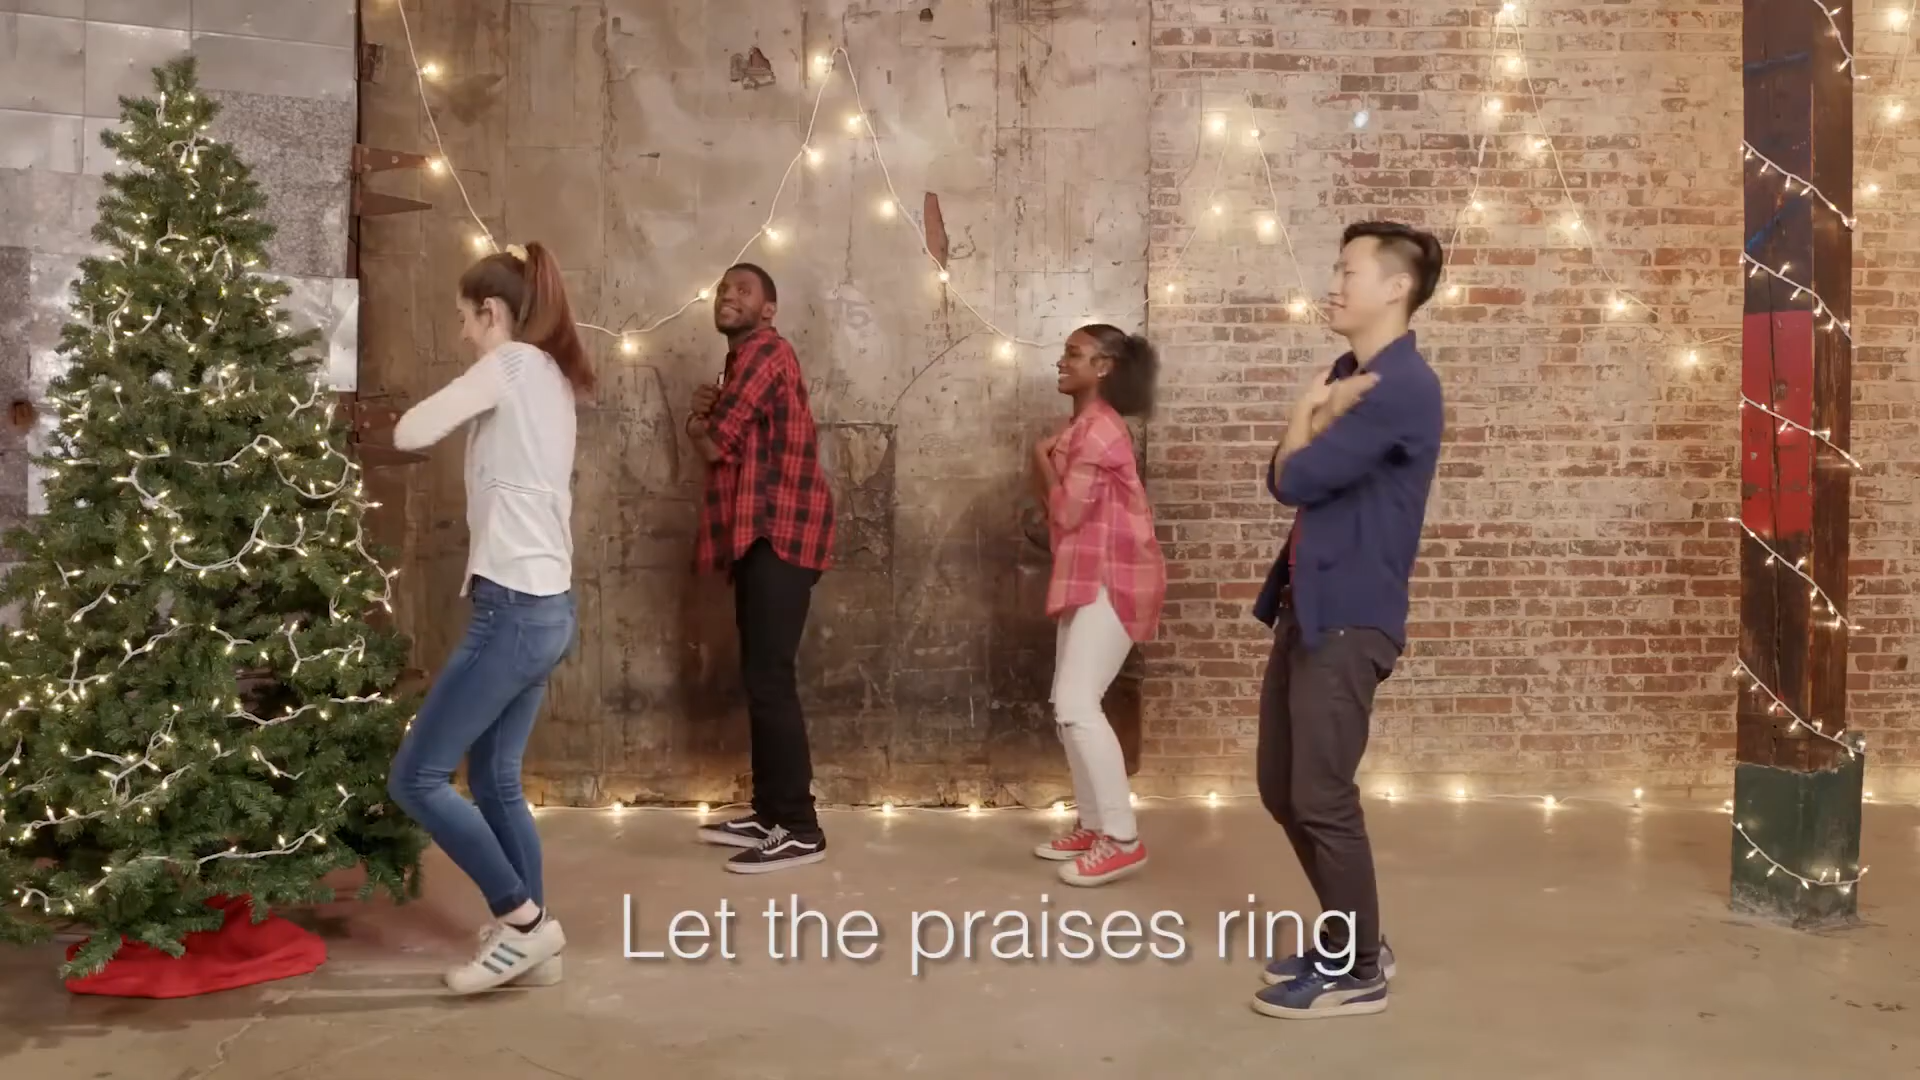 Let the praises ring